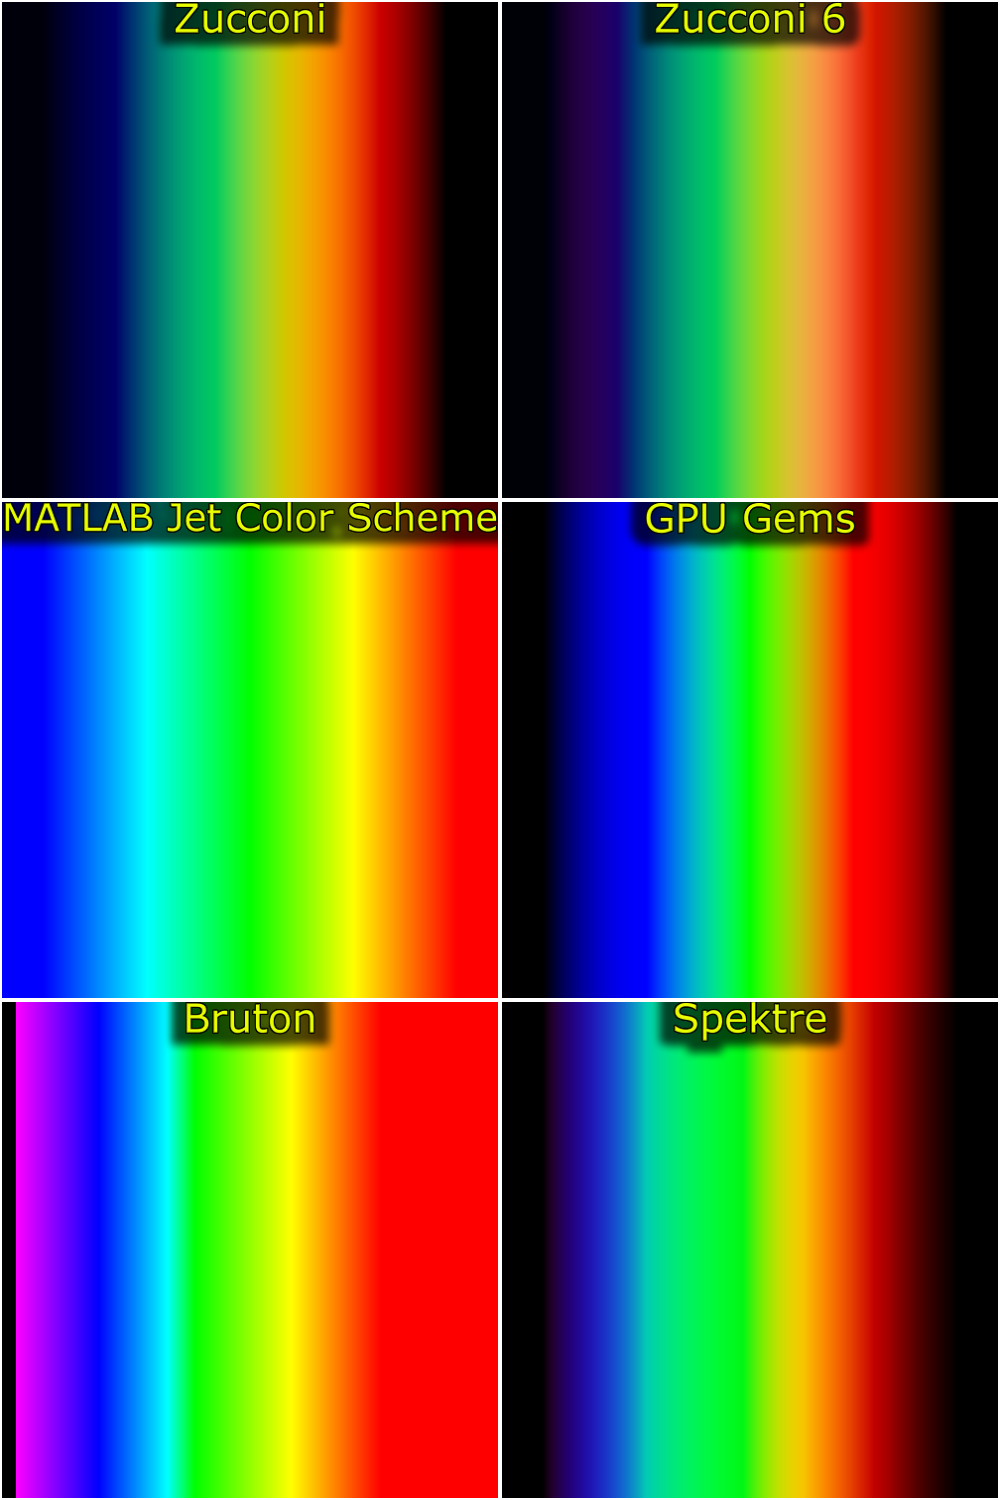 Zucconi
Zucconi 6
MATLAB Jet Color Scheme
GPU Gems
Bruton
Spektre